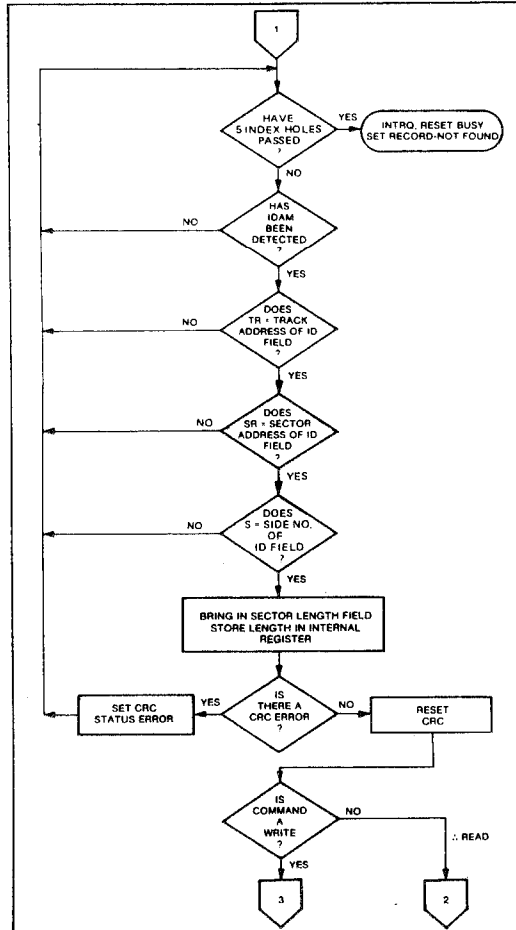 1
HAVE
5 INDEX HOLES
PASSED
?
YES
INTRQ, RESET BUSY
SET RECORD-NOT FOUND
NO
HAS
IDAM
BEEN
DETECTED
?
NO
YES
DOES
TR = TRACK
ADDRESS OF ID
FIELD
?
NO
YES
DOES
SR = SECTOR
ADDRESS OF ID
FIELD
?
NO
YES
DOES
S = SIDE NO.
OF
ID FIELD
?
NO
YES
BRING IN SECTOR LENGTH FIELD
STORE LENGTH IN INTERNAL
REGISTER
IS
THERE A
CRC ERROR
?
YES
SET CRC
STATUS ERROR
NO
RESET
CRC
IS
COMMAND
A
WRITE
?
NO
∴ READ
YES
3
2